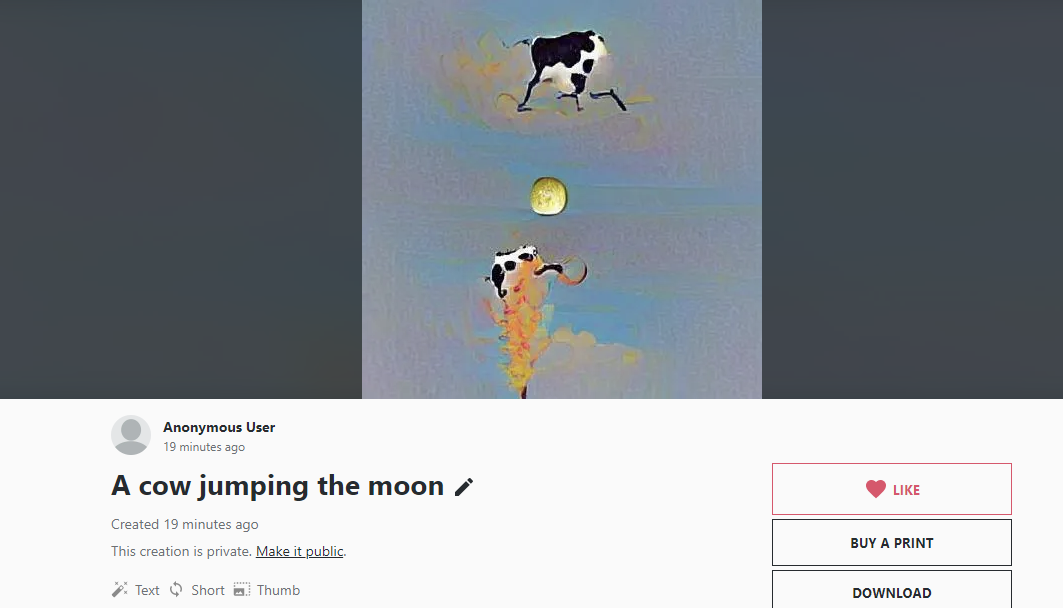 Anonymous User
19 minutes ago
A cow jumping the moon
Created 19 minutes ago
This creation is private. Make it public.
Text Short Thumb
LIKE
BUY A PRINT
DOWNLOAD